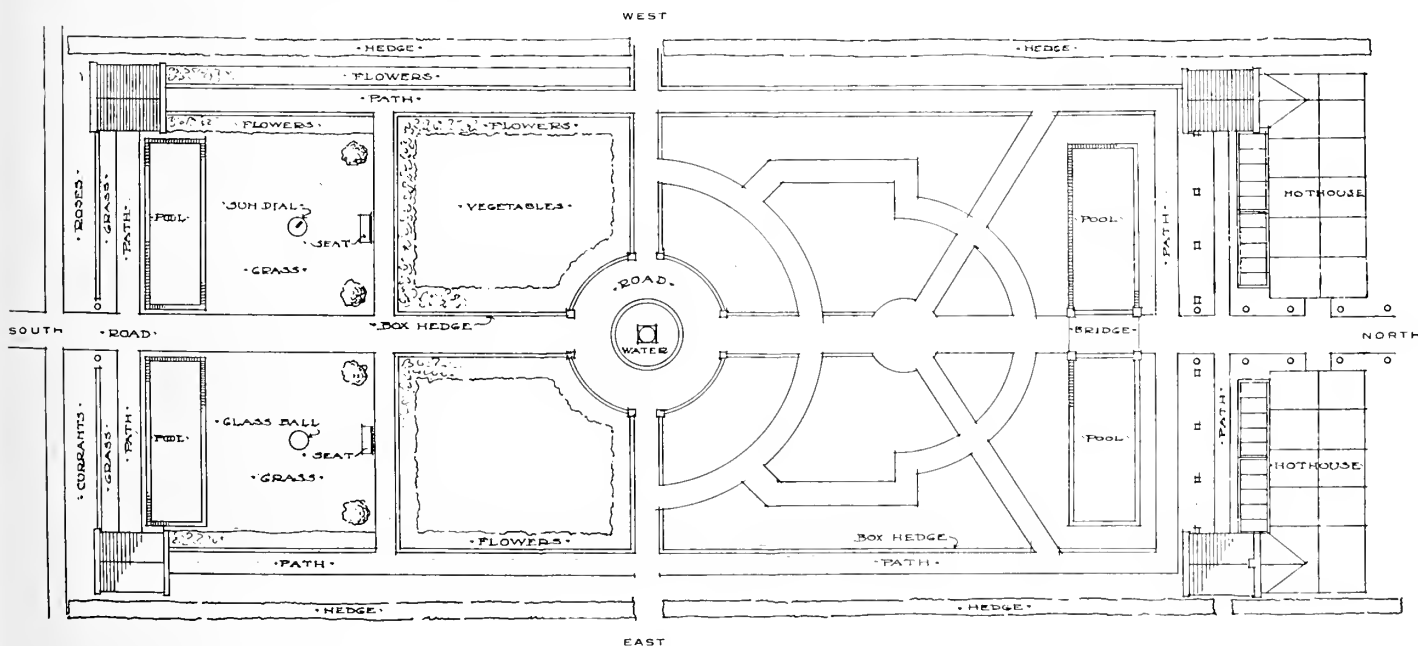 WEST
·HEDGE·
·HEDGE·
·FLOWERS·
·PATH·
·FLOWERS·
·FLOWERS·
·ROSES·
·GRASS·
·PATH·
·POOL·
·SUN DIAL·
·SEAT·
·GRASS·
·VEGETABLES·
·POOL·
·PATH·
HOTHOUSE
·ROAD·
·BOX HEDGE·
SOUTH
·ROAD·
WATER
·BRIDGE·
NORTH
·CURRANTS·
·GRASS·
·PATH·
·POOL·
·GLASS BALL
·SEAT·
·GRASS·
·POOL·
·PATH·
·HOTHOUSE·
·FLOWERS·
BOX HEDGE·
·PATH·
·PATH·
·HEDGE·
·HEDGE·
EAST